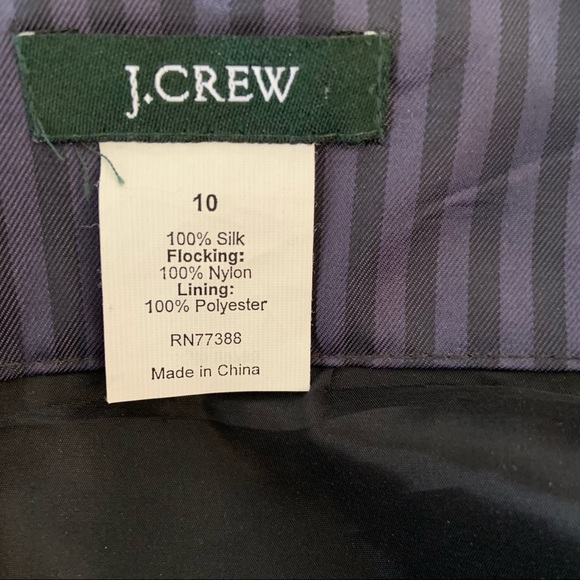 J.CREW
10
100% Silk
Flocking:
100% Nylon
Lining:
100% Polyester
RN77388
Made in China